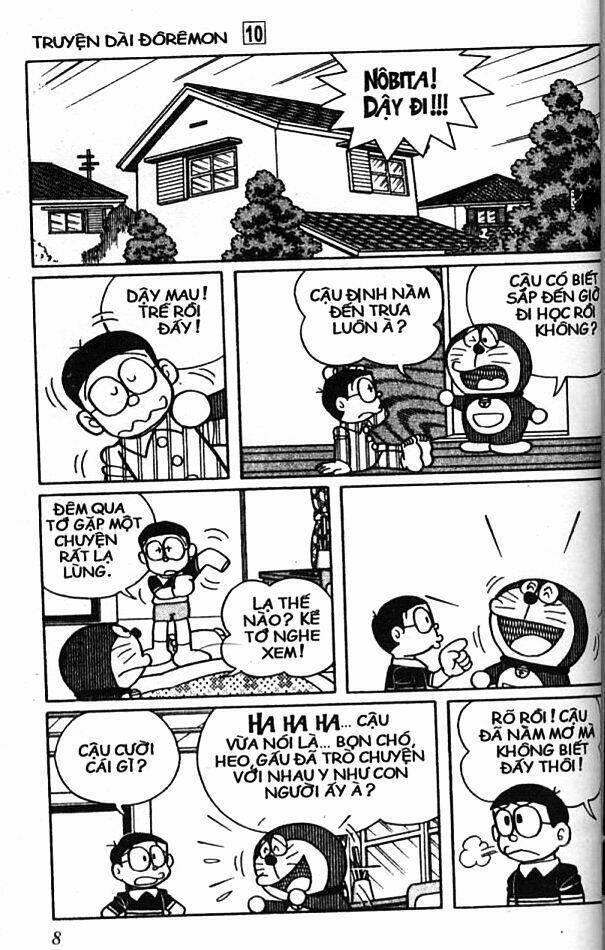 TRUYỆN DÀI ĐÔRÊMON 10
NÔBITA!
DẬY ĐI!!!
DẬY MAU!
TRỄ RỒI
ĐẤY!
CẬU ĐỊNH NẰM
ĐẾN TRƯA
LUÔN À?
CẬU CÓ BIẾT
SẮP ĐẾN GIỜ
ĐI HỌC RỒI
KHÔNG?
ĐÊM QUA
TỚ GẶP MỘT
CHUYỆN
RẤT LẠ
LÙNG.
LẠ THẾ
NÀO? KỂ
TỚ NGHE
XEM!
CẬU CƯỜI
CÁI GÌ?
HA HA HA... CẬU
VỪA NÓI LÀ... BỌN CHÓ,
HEO, GẤU ĐÃ TRÒ CHUYỆN
VỚI NHAU Y NHƯ CON
NGƯỜI ẤY À?
RÕ RỒI! CẬU
ĐÃ NẰM MƠ MÀ
KHÔNG BIẾT
ĐẤY THÔI!
8